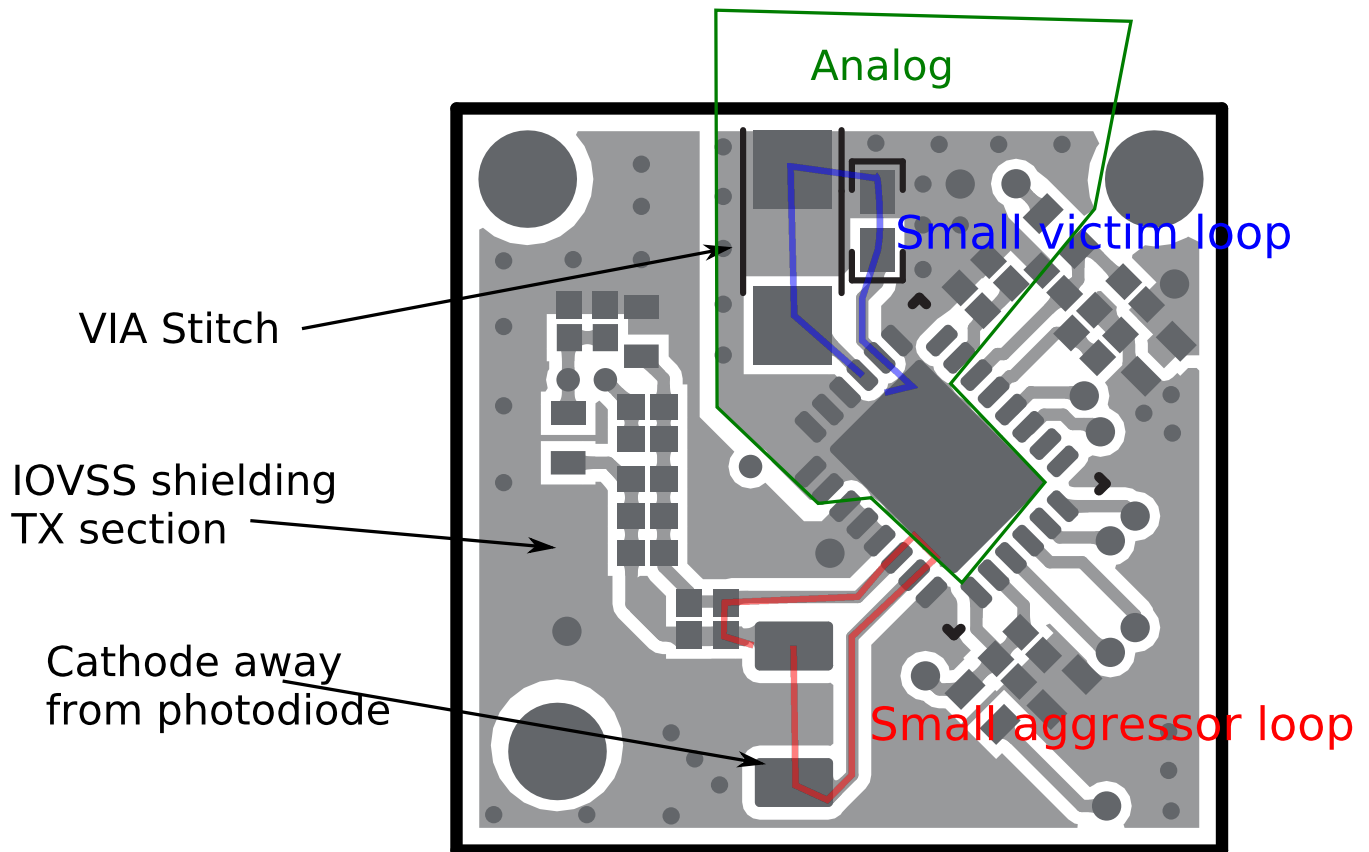 Analog
Small victim loop
VIA Stitch
IOVSS shielding
TX section
Cathode away
from photodiode
Small aggressor loop